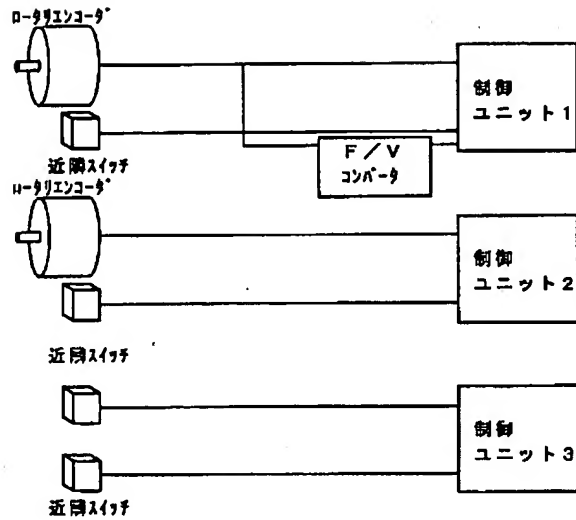 ロータリエンコーダ
制御
ユニット1
近隣スイッチ
F/V
コンバータ
ロータリエンコーダ
制御
ユニット2
近隣スイッチ
制御
ユニット3
近隣スイッチ